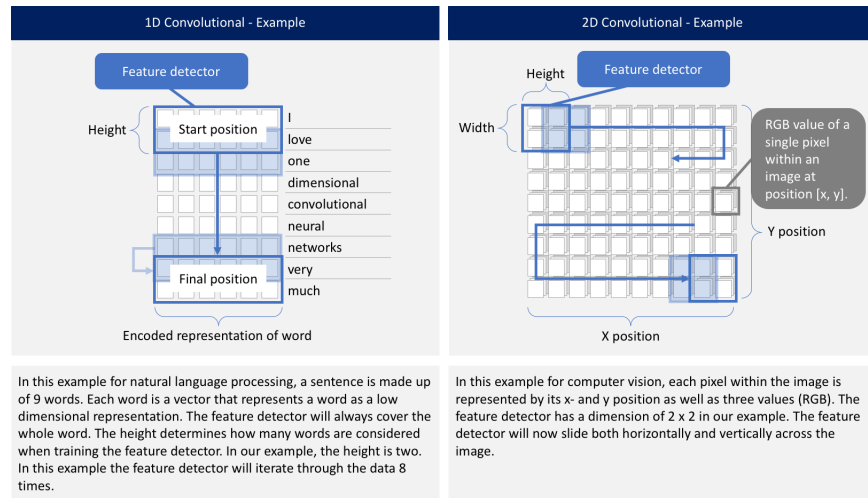 1D Convolutional - Example
Feature detector
Height
Start position
I
love
one
dimensional
convolutional
neural
networks
very
much
Final position
Encoded representation of word
In this example for natural language processing, a sentence is made up
of 9 words. Each word is a vector that represents a word as a low
dimensional representation. The feature detector will always cover the
whole word. The height determines how many words are considered
when training the feature detector. In our example, the height is two.
In this example the feature detector will iterate through the data 8
times.
2D Convolutional - Example
Height
Feature detector
Width
RGB value of a
single pixel
within an
image at
position [x, y].
Y position
X position
In this example for computer vision, each pixel within the image is
represented by its x- and y position as well as three values (RGB). The
feature detector has a dimension of 2 x 2 in our example. The feature
detector will now slide both horizontally and vertically across the
image.